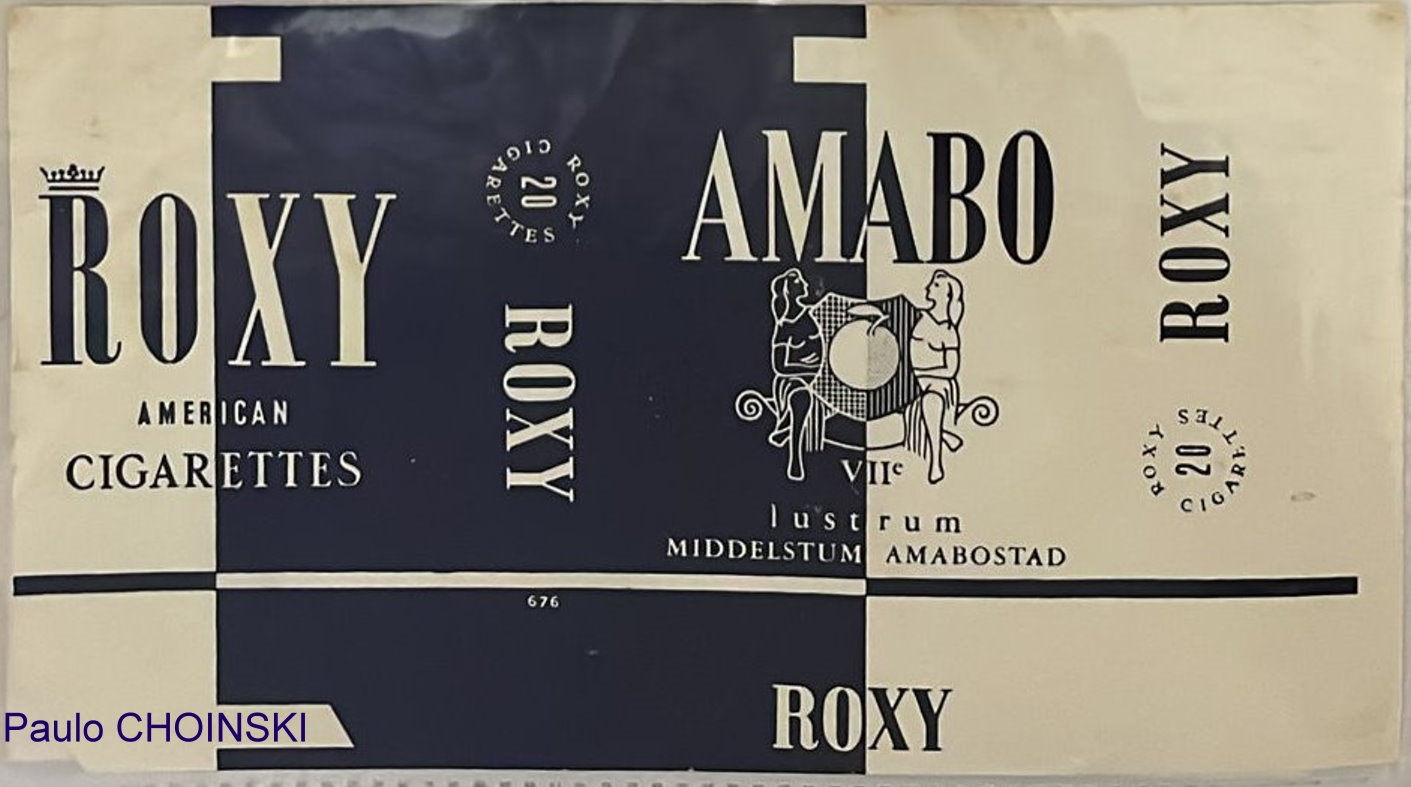 ROXY
AMERICAN
CIGARETTES
ROXY
20
CIGARETTES
ROXY
AMABO
VIIe
lustrum
MIDDELSTUM AMABOSTAD
ROXY
ROXY
20
CIGARETTES
676
ROXY
Paulo CHOINSKI